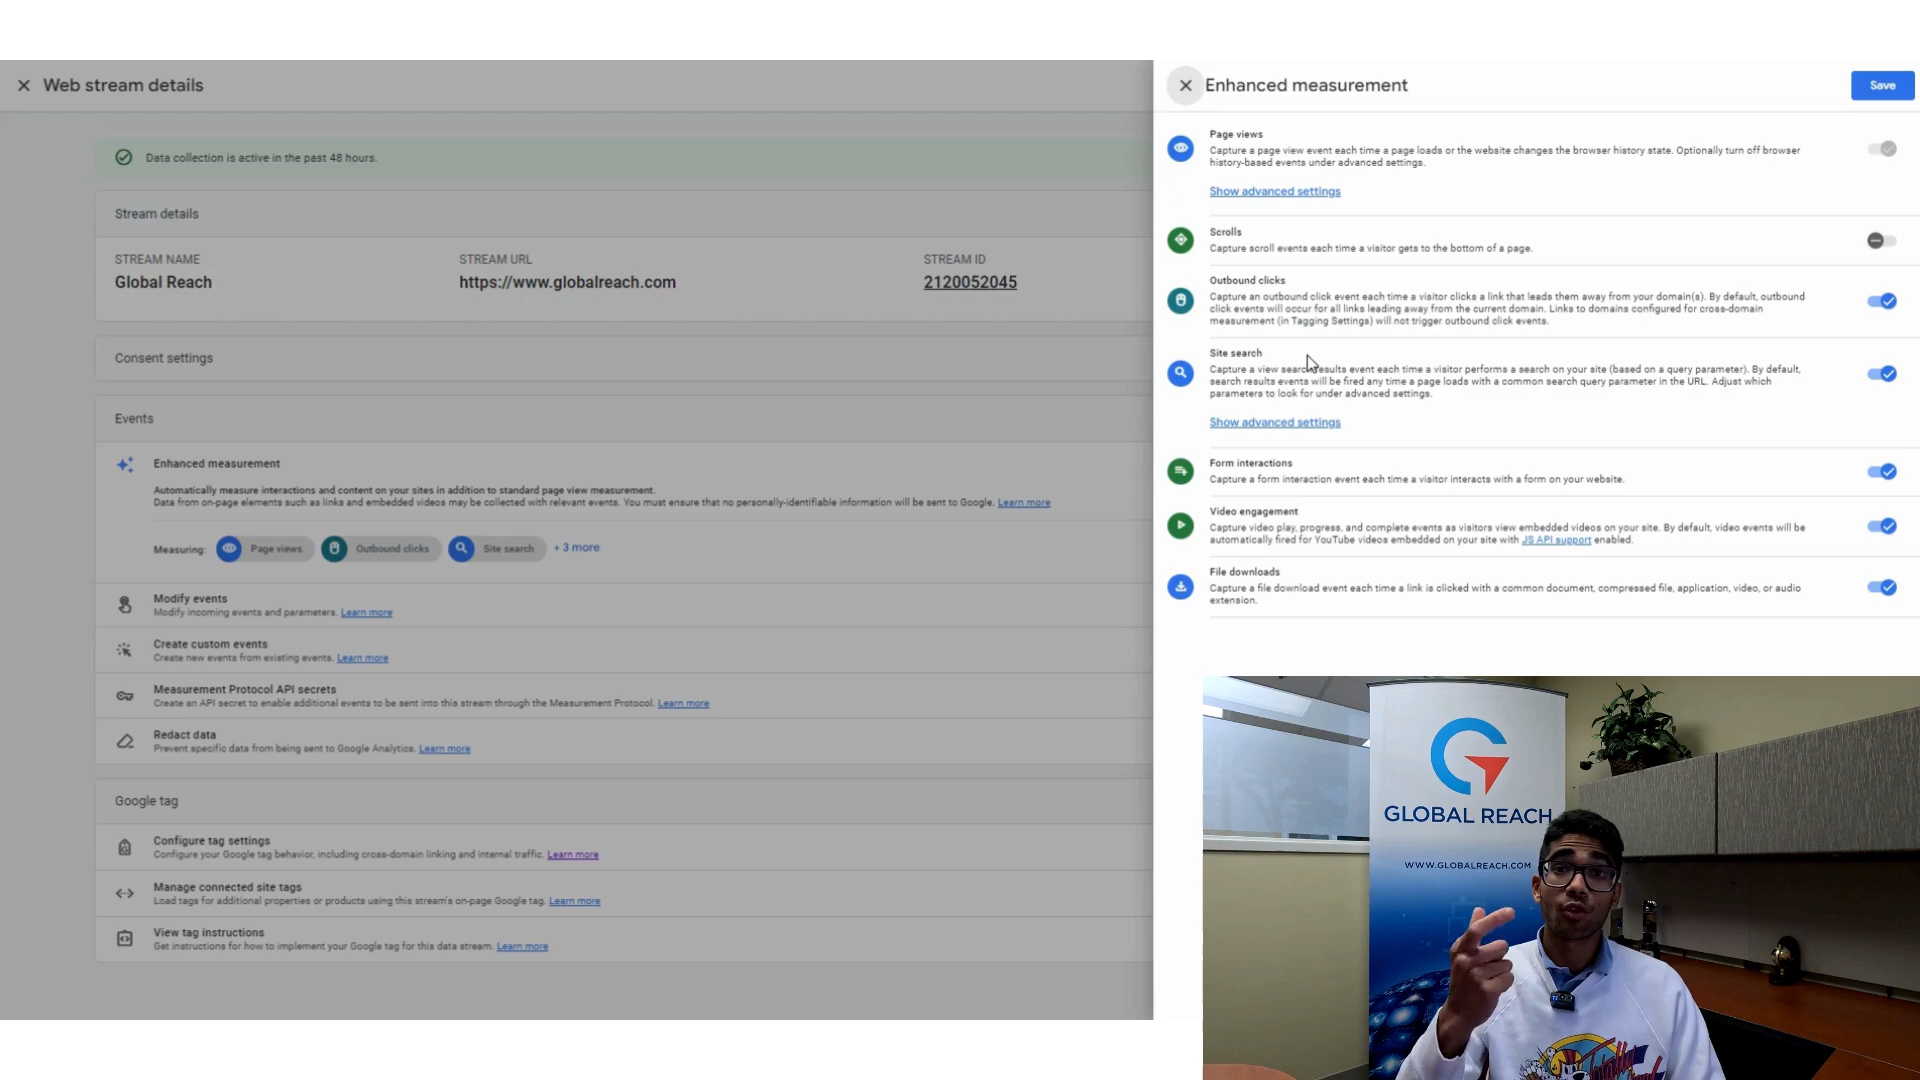 Web stream details
Data collection is active in the past 48 hours.
Stream details
STREAM NAME
Global Reach
STREAM URL
https://www.globalreach.com
STREAM ID
2120052045
Consent settings
Events
Enhanced measurement
Automatically measure interactions and content on your sites in addition to standard page view measurement.
Data from on-page elements such as links and embedded videos may be collected with relevant events. You must ensure that no personally-identifiable information will be sent to Google. Learn more
Measuring: Page views Outbound clicks Site search + 3 more
Modify events
Modify incoming events and parameters. Learn more
Create custom events
Create new events from existing events. Learn more
Measurement Protocol API secrets
Create an API secret to enable additional events to be sent into this stream through the Measurement Protocol. Learn more
Redact data
Prevent specific data from being sent to Google Analytics. Learn more
Google tag
Configure tag settings
Configure your Google tag behavior, including cross-domain linking and internal traffic. Learn more
Manage connected site tags
Load tags for additional properties or products using this stream's on-page Google tag. Learn more
View tag instructions
Get instructions for how to implement your Google tag for this data stream. Learn more
Enhanced measurement
Save
Page views
Capture a page view event each time a page loads or the website changes the browser history state. Optionally turn off browser
history-based events under advanced settings.
Show advanced settings
Scrolls
Capture scroll events each time a visitor gets to the bottom of a page.
Outbound clicks
Capture an outbound click event each time a visitor clicks a link that leads them away from your domain(s). By default, outbound
click events will occur for all links leading away from the current domain. Links to domains configured for cross-domain
measurement (in Tagging Settings) will not trigger outbound click events.
Site search
Capture a view search results event each time a visitor performs a search on your site (based on a query parameter). By default,
search results events will be fired any time a page loads with a common search query parameter in the URL. Adjust which
parameters to look for under advanced settings.
Show advanced settings
Form interactions
Capture a form interaction event each time a visitor interacts with a form on your website.
Video engagement
Capture video play, progress, and complete events as visitors view embedded videos on your site. By default, video events will be
automatically fired for YouTube videos embedded on your site with JS API support enabled.
File downloads
Capture a file download event each time a link is clicked with a common document, compressed file, application, video, or audio
extension.
GLOBAL REACH
WWW.GLOBALREACH.COM